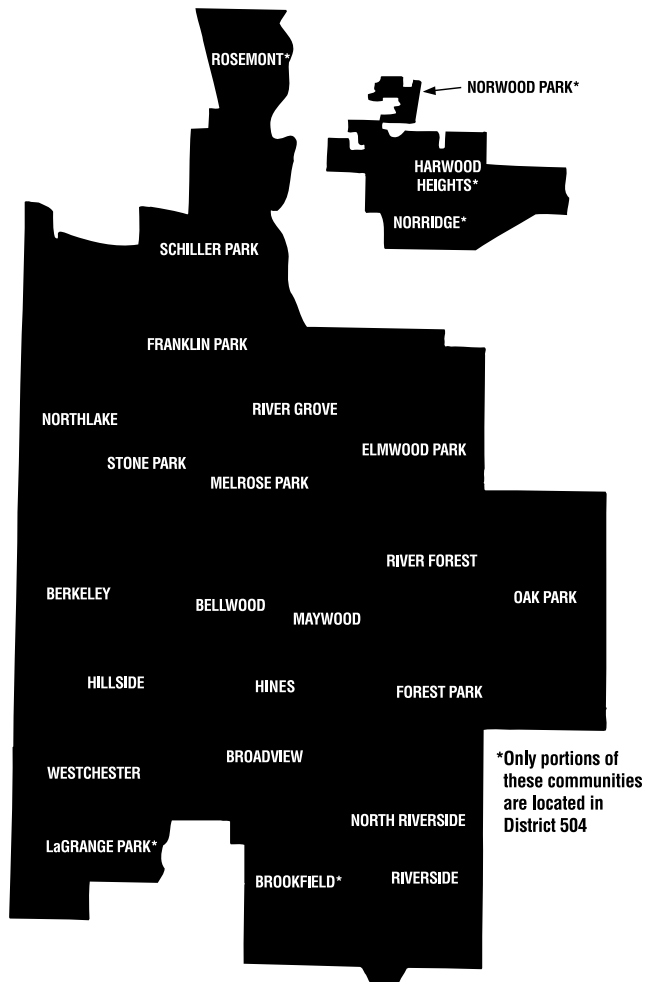 ROSEMONT*
NORWOOD PARK*
HARWOOD
HEIGHTS*
NORRIDGE*
SCHILLER PARK
FRANKLIN PARK
RIVER GROVE
NORTHLAKE
ELMWOOD PARK
STONE PARK
MELROSE PARK
RIVER FOREST
BERKELEY
OAK PARK
BELLWOOD
MAYWOOD
HILLSIDE
HINES
FOREST PARK
BROADVIEW
WESTCHESTER
*Only portions of
these communities
are located in
District 504
NORTH RIVERSIDE
LaGRANGE PARK*
BROOKFIELD*
RIVERSIDE